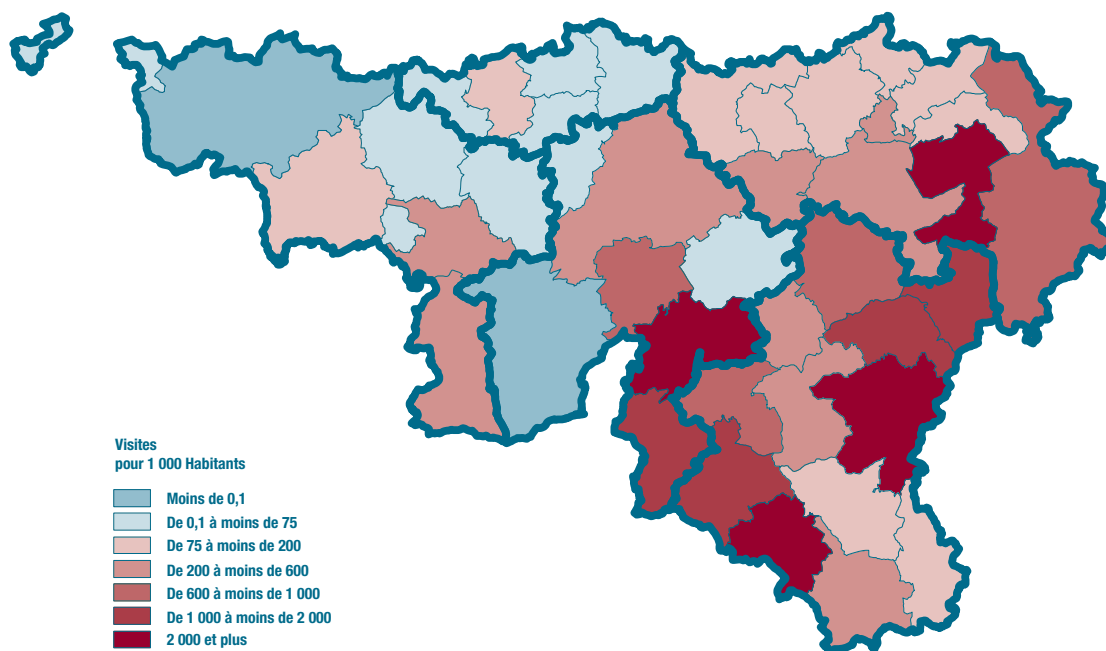 Visites
pour 1 000 Habitants
Moins de 0,1
De 0,1 à moins de 75
De 75 à moins de 200
De 200 à moins de 600
De 600 à moins de 1 000
De 1 000 à moins de 2 000
2 000 et plus